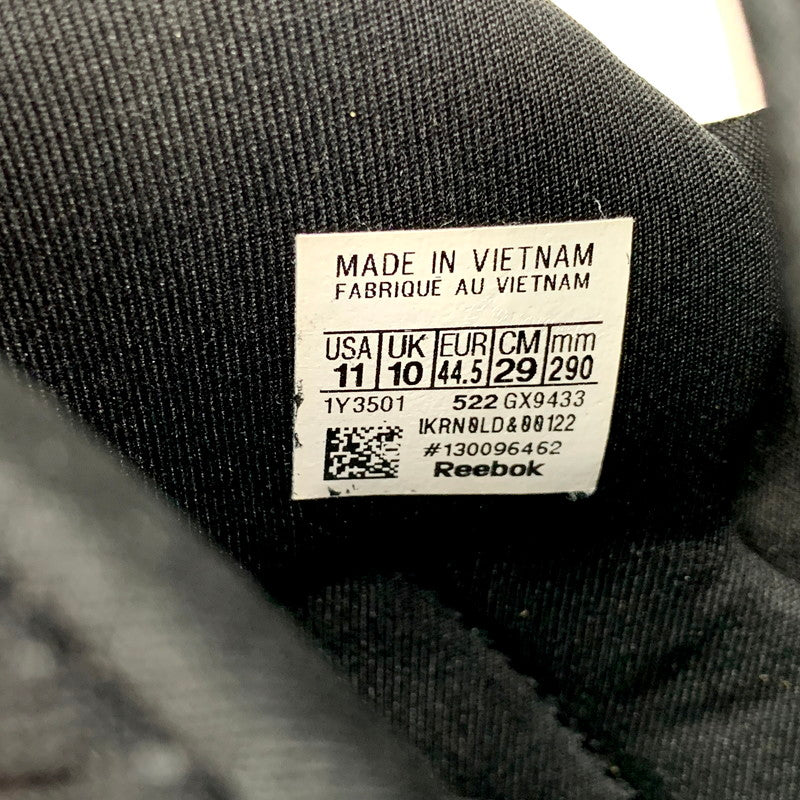 MADE IN VIETNAM
FABRIQUÉ AU VIETNAM
USA UK EUR CM mm
11 10 44.5 29 290
1Y3501 522 GX9433
IKRN0LD&00122
#130096462
Reebok